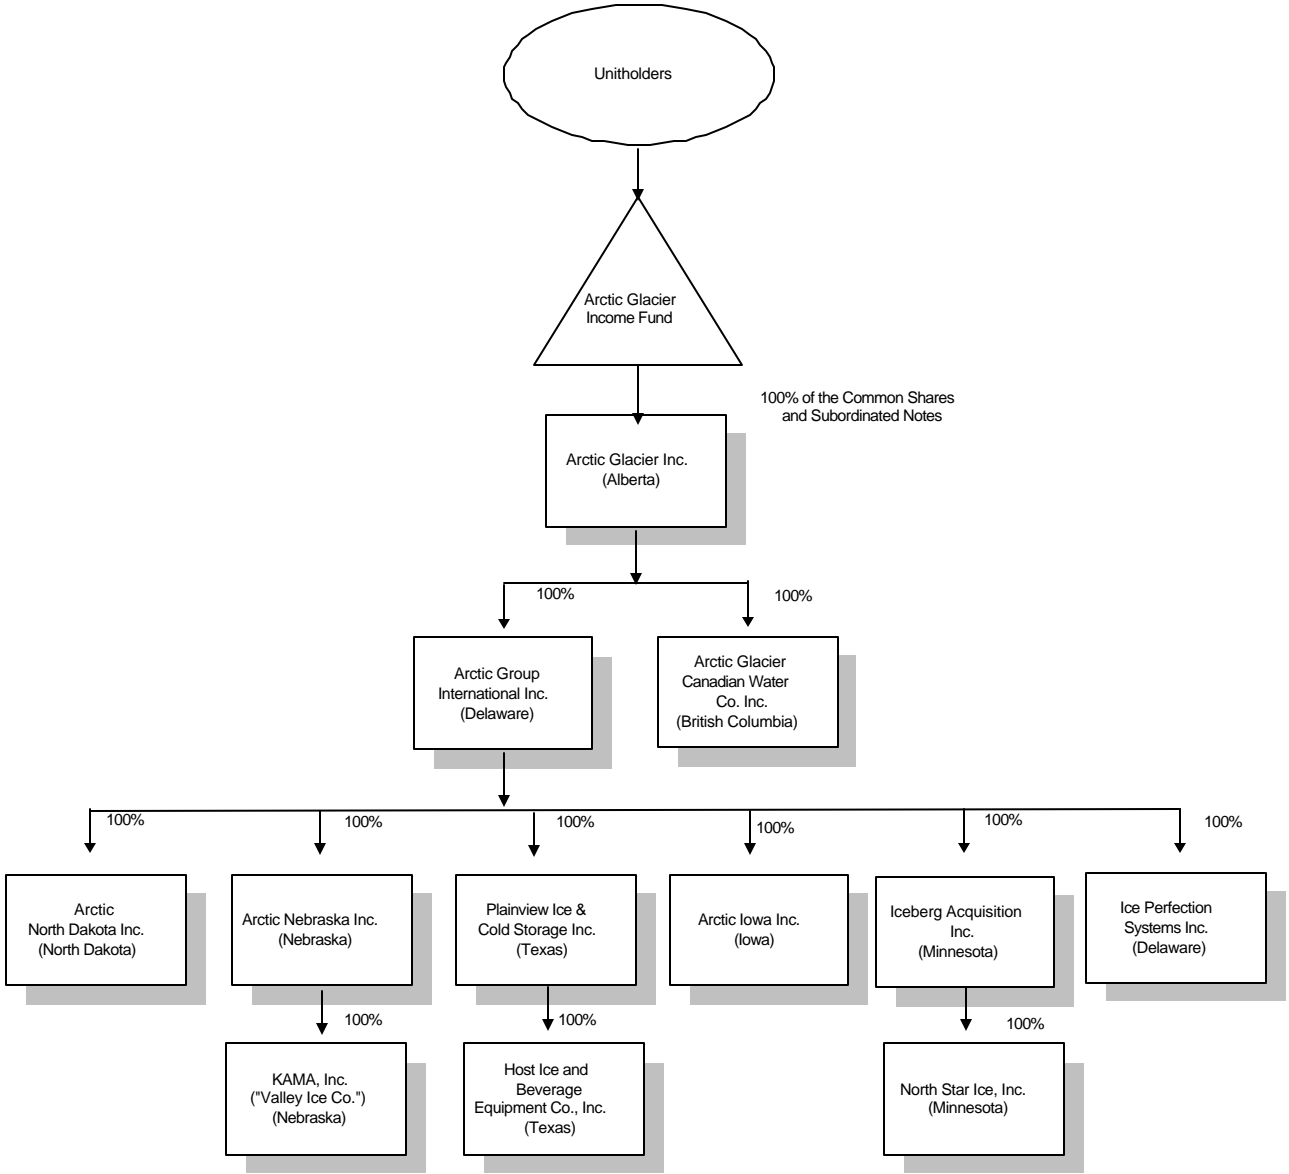 Unitholders
Arctic Glacier
Income Fund
100% of the Common Shares
and Subordinated Notes
Arctic Glacier Inc.
(Alberta)
100%
100%
Arctic Group
International Inc.
(Delaware)
Arctic Glacier
Canadian Water
Co. Inc.
(British Columbia)
100%
100%
100%
100%
100%
100%
Arctic
North Dakota Inc.
(North Dakota)
Arctic Nebraska Inc.
(Nebraska)
Plainview Ice &
Cold Storage Inc.
(Texas)
Arctic Iowa Inc.
(Iowa)
Iceberg Acquisition
Inc.
(Minnesota)
Ice Perfection
Systems Inc.
(Delaware)
100%
100%
100%
KAMA, Inc.
("Valley Ice Co.")
(Nebraska)
Host Ice and
Beverage
Equipment Co., Inc.
(Texas)
North Star Ice, Inc.
(Minnesota)